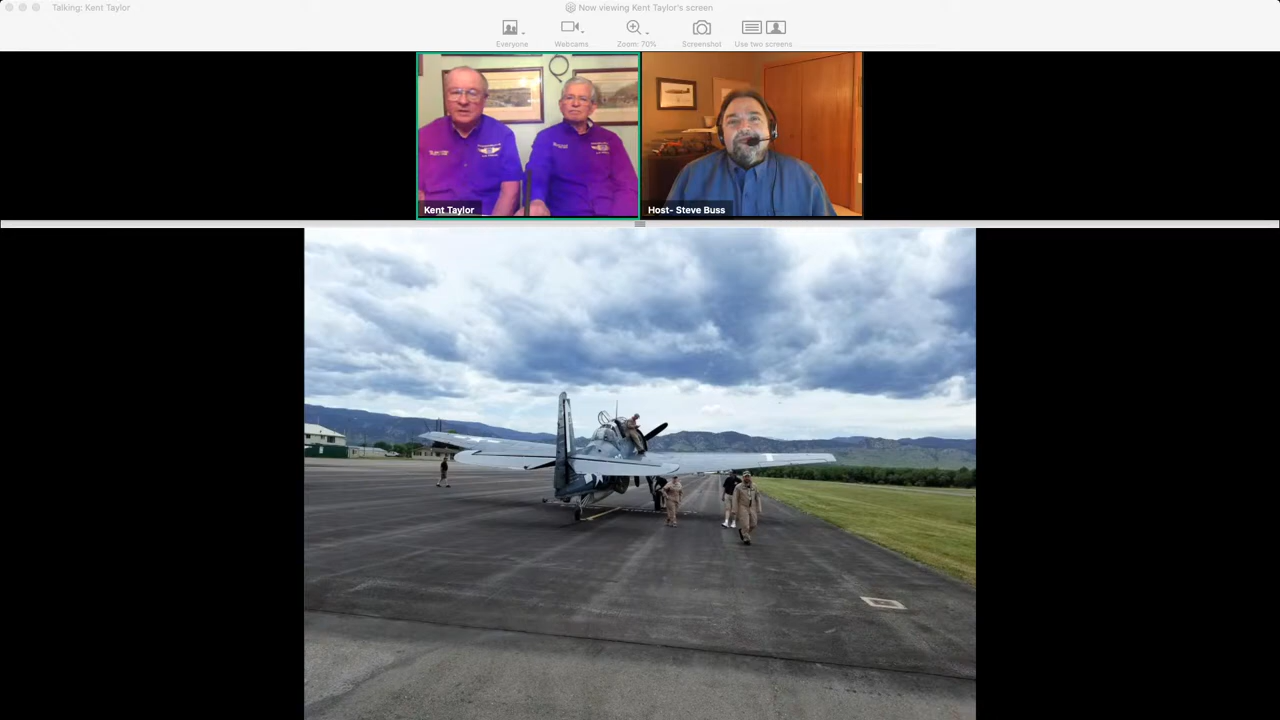 Talking: Kent Taylor
Now viewing Kent Taylor's screen
Everyone
Webcams
Zoom: 70%
Screenshot
Use two screens
Kent Taylor
Host- Steve Buss